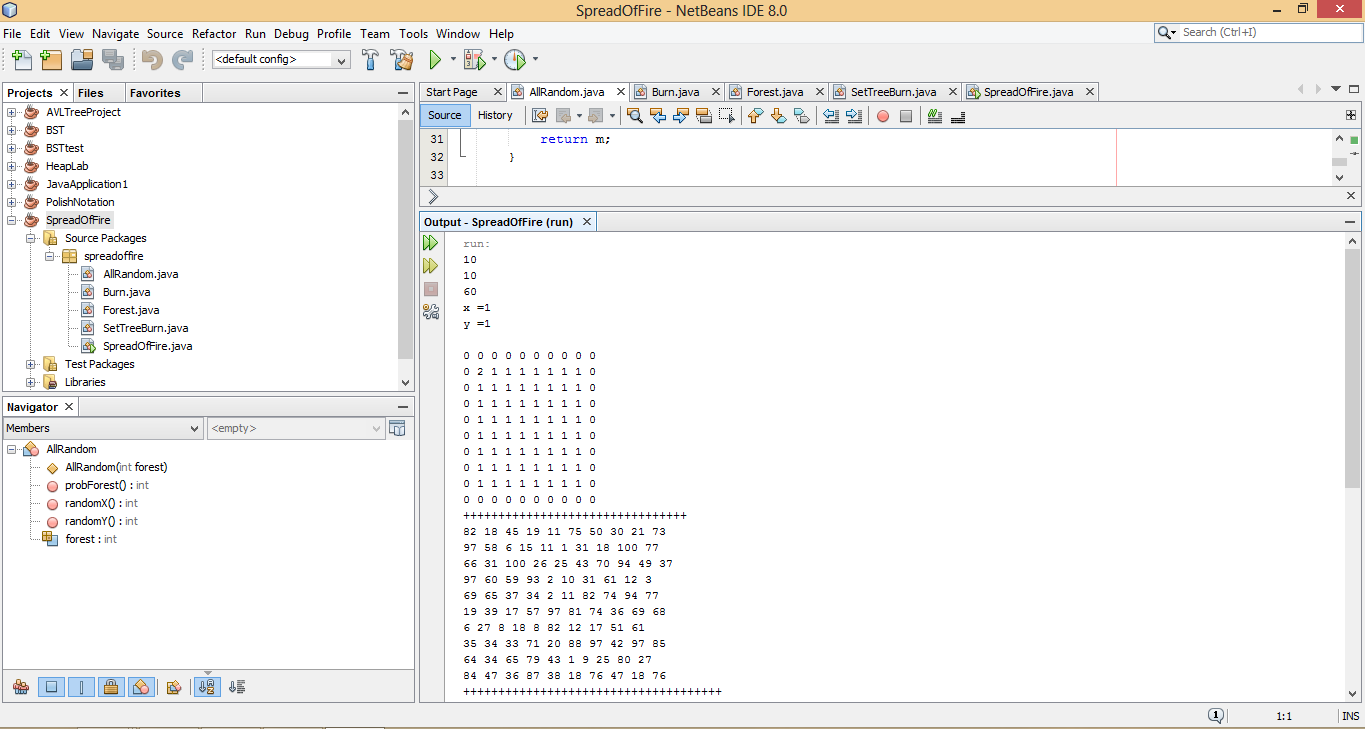 SpreadOfFire - NetBeans IDE 8.0
File Edit View Navigate Source Refactor Run Debug Profile Team Tools Window Help
Search (Ctrl+I)
<default config>
Projects Files Favorites
AVLTreeProject
BST
BSTtest
HeapLab
JavaApplication1
PolishNotation
SpreadOfFire
Source Packages
spreadoffire
AllRandom.java
Burn.java
Forest.java
SetTreeBurn.java
SpreadOfFire.java
Test Packages
Libraries
Navigator
Members <empty>
AllRandom
AllRandom(int forest)
probForest() : int
randomX() : int
randomY() : int
forest : int
Start Page AllRandom.java Burn.java Forest.java SetTreeBurn.java SpreadOfFire.java
Source History
31 return m;
32 }
33
Output - SpreadOfFire (run)
run:
10
10
60
x =1
y =1
0 0 0 0 0 0 0 0 0 0
0 2 1 1 1 1 1 1 1 0
0 1 1 1 1 1 1 1 1 0
0 1 1 1 1 1 1 1 1 0
0 1 1 1 1 1 1 1 1 0
0 1 1 1 1 1 1 1 1 0
0 1 1 1 1 1 1 1 1 0
0 1 1 1 1 1 1 1 1 0
0 1 1 1 1 1 1 1 1 0
0 0 0 0 0 0 0 0 0 0
++++++++++++++++++++++++++++++++
82 18 45 19 11 75 50 30 21 73
97 58 6 15 11 1 31 18 100 77
66 31 100 26 25 43 70 94 49 37
97 60 59 93 2 10 31 61 12 3
69 65 37 34 2 11 82 74 94 77
19 39 17 57 97 81 74 36 69 68
6 27 8 18 8 82 12 17 51 61
35 34 33 71 20 88 97 42 97 85
64 34 65 79 43 1 9 25 80 27
84 47 36 87 38 18 76 47 18 76
+++++++++++++++++++++++++++++++++++++
1 1:1 INS